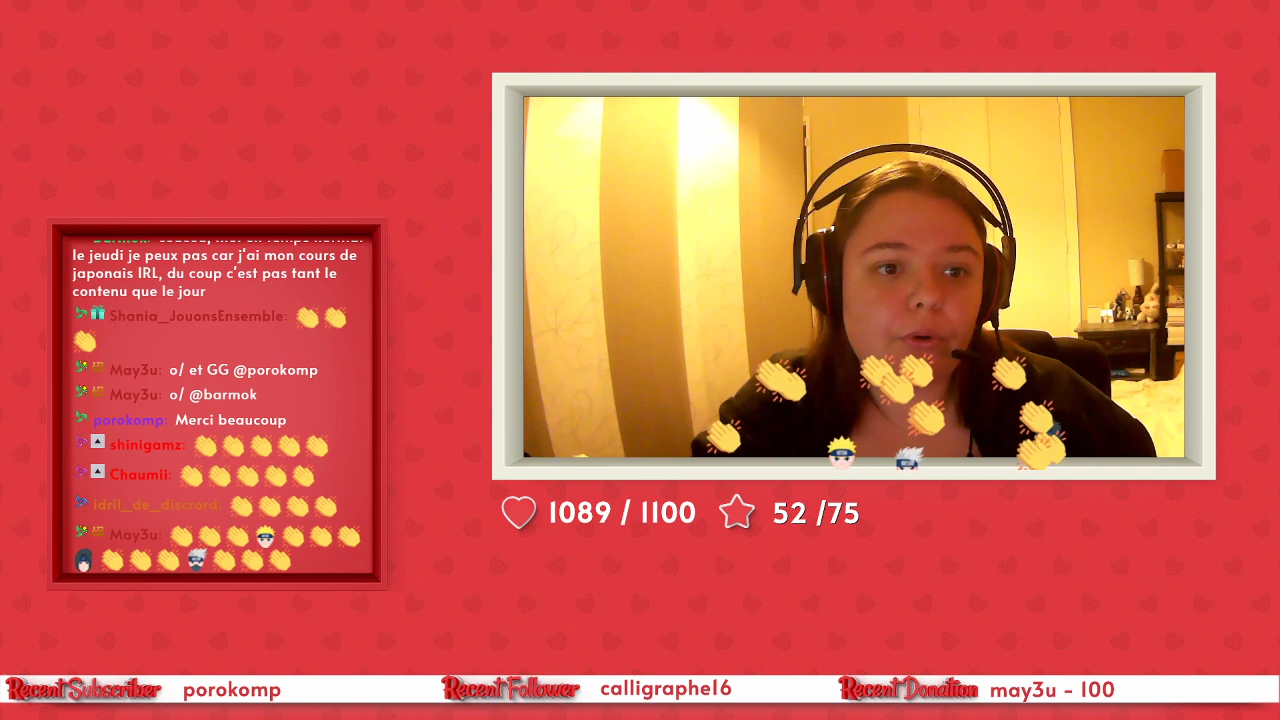 le jeudi je peux pas car j'ai mon cours de
japonais IRL, du coup c'est pas tant le
contenu que le jour
Shania_JouonsEnsemble:
May3u: o/ et GG @porokomp
May3u: o/ @barmok
porokomp: Merci beaucoup
shinigamz:
Chaumii:
idril_de_discrord:
May3u:
1089 / 1100 52 /75
Recent Subscriber porokomp Recent Follower calligraphe16 Recent Donation may3u - 100